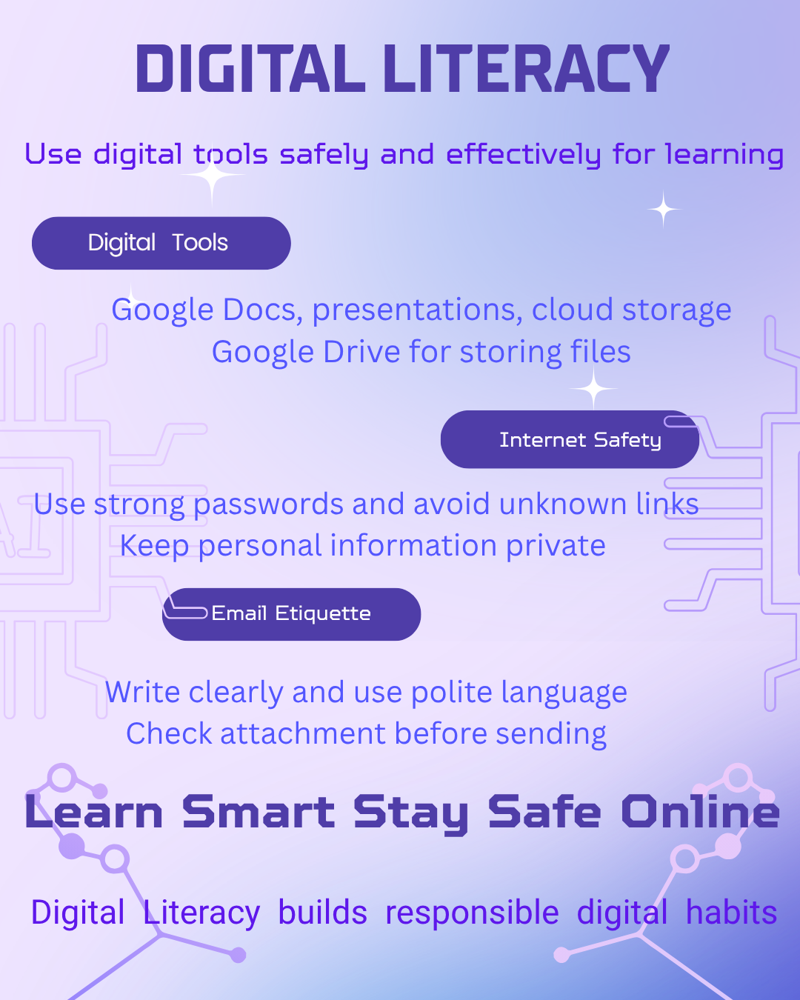 DIGITAL LITERACY
Use digital tools safely and effectively for learning
Digital Tools
Google Docs, presentations, cloud storage
Google Drive for storing files
Internet Safety
AI
Use strong passwords and avoid unknown links
Keep personal information private
Email Etiquette
Write clearly and use polite language
Check attachment before sending
Learn Smart Stay Safe Online
Digital Literacy builds responsible digital habits